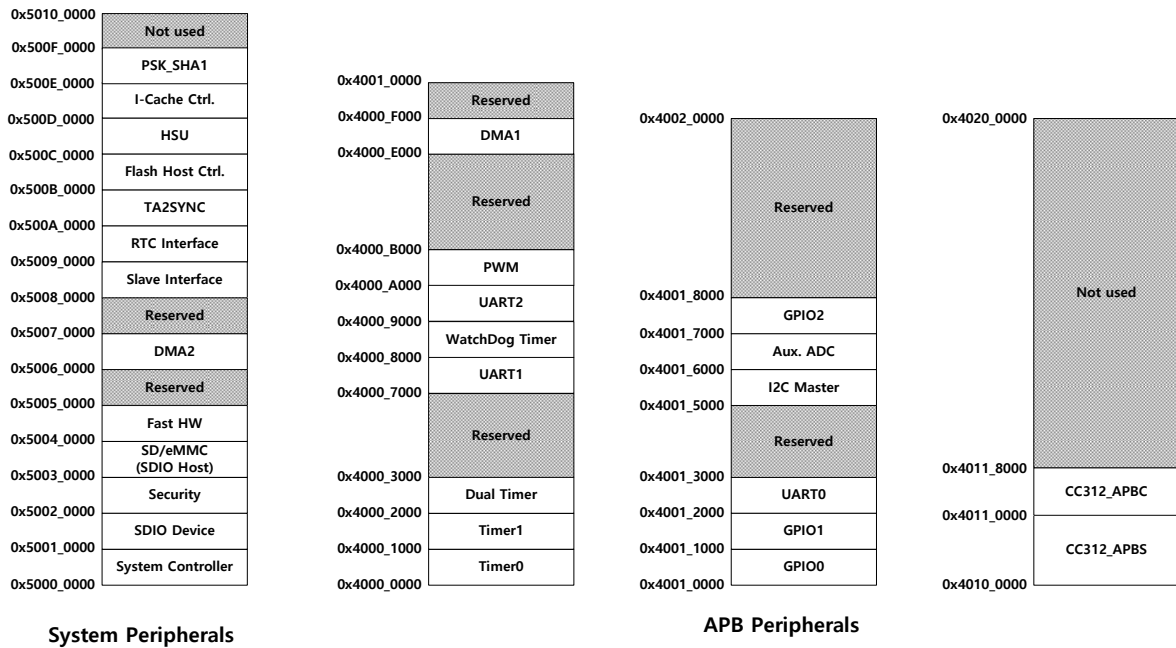 0x5010_0000
Not used
0x500F_0000
PSK_SHA1
0x500E_0000
I-Cache Ctrl.
0x500D_0000
HSU
0x500C_0000
Flash Host Ctrl.
0x500B_0000
TA2SYNC
0x500A_0000
RTC Interface
0x5009_0000
Slave Interface
0x5008_0000
Reserved
0x5007_0000
DMA2
0x5006_0000
Reserved
0x5005_0000
Fast HW
0x5004_0000
SD/eMMC
(SDIO Host)
0x5003_0000
Security
0x5002_0000
SDIO Device
0x5001_0000
System Controller
0x5000_0000
System Peripherals
0x4001_0000
Reserved
0x4000_F000
DMA1
0x4000_E000
Reserved
0x4000_B000
PWM
0x4000_A000
UART2
0x4000_9000
WatchDog Timer
0x4000_8000
UART1
0x4000_7000
Reserved
0x4000_3000
Dual Timer
0x4000_2000
Timer1
0x4000_1000
Timer0
0x4000_0000
0x4002_0000
Reserved
0x4001_8000
GPIO2
0x4001_7000
Aux. ADC
0x4001_6000
I2C Master
0x4001_5000
Reserved
0x4001_3000
UART0
0x4001_2000
GPIO1
0x4001_1000
GPIO0
0x4001_0000
0x4020_0000
Not used
0x4011_8000
CC312_APBC
0x4011_0000
CC312_APBS
0x4010_0000
APB Peripherals